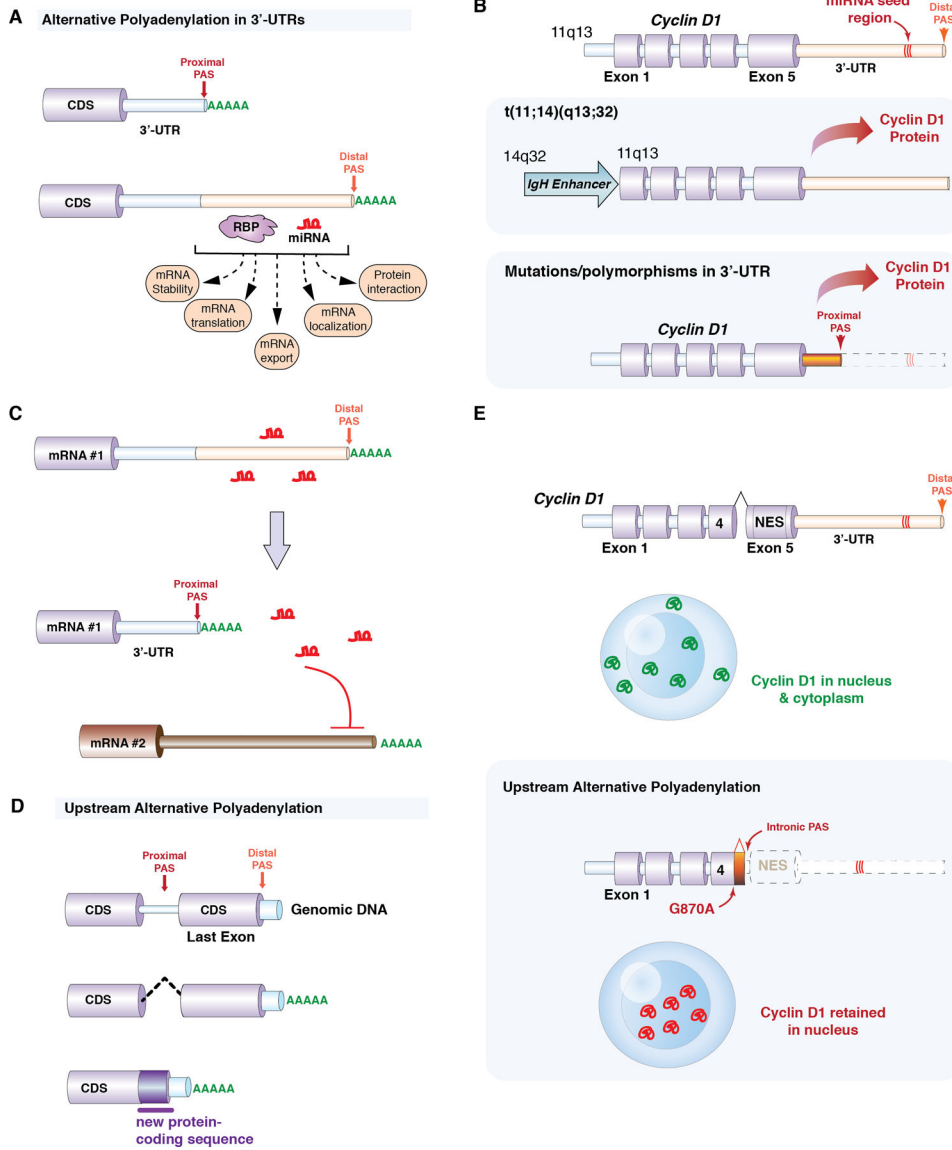 A
Alternative Polyadenylation in 3'-UTRs
Proximal
PAS
CDS
AAAAA
3'-UTR
Distal
PAS
CDS
AAAAA
RBP
miRNA
mRNA
Stability
mRNA
translation
mRNA
export
mRNA
localization
Protein
interaction
B
miRNA seed
region
Distal
PAS
Cyclin D1
11q13
Exon 1
Exon 5
3'-UTR
t(11;14)(q13;32)
Cyclin D1
Protein
14q32
11q13
IgH Enhancer
Mutations/polymorphisms in 3'-UTR
Cyclin D1
Protein
Proximal
PAS
Cyclin D1
C
Distal
PAS
mRNA #1
AAAAA
Proximal
PAS
mRNA #1
AAAAA
3'-UTR
mRNA #2
AAAAA
D
Upstream Alternative Polyadenylation
Proximal
PAS
Distal
PAS
CDS
CDS
Genomic DNA
Last Exon
CDS
AAAAA
CDS
AAAAA
new protein-
coding sequence
E
Distal
PAS
Cyclin D1
4
NES
Exon 1
Exon 5
3'-UTR
Cyclin D1 in nucleus
& cytoplasm
Upstream Alternative Polyadenylation
Intronic PAS
4
NES
Exon 1
G870A
Cyclin D1 retained
in nucleus